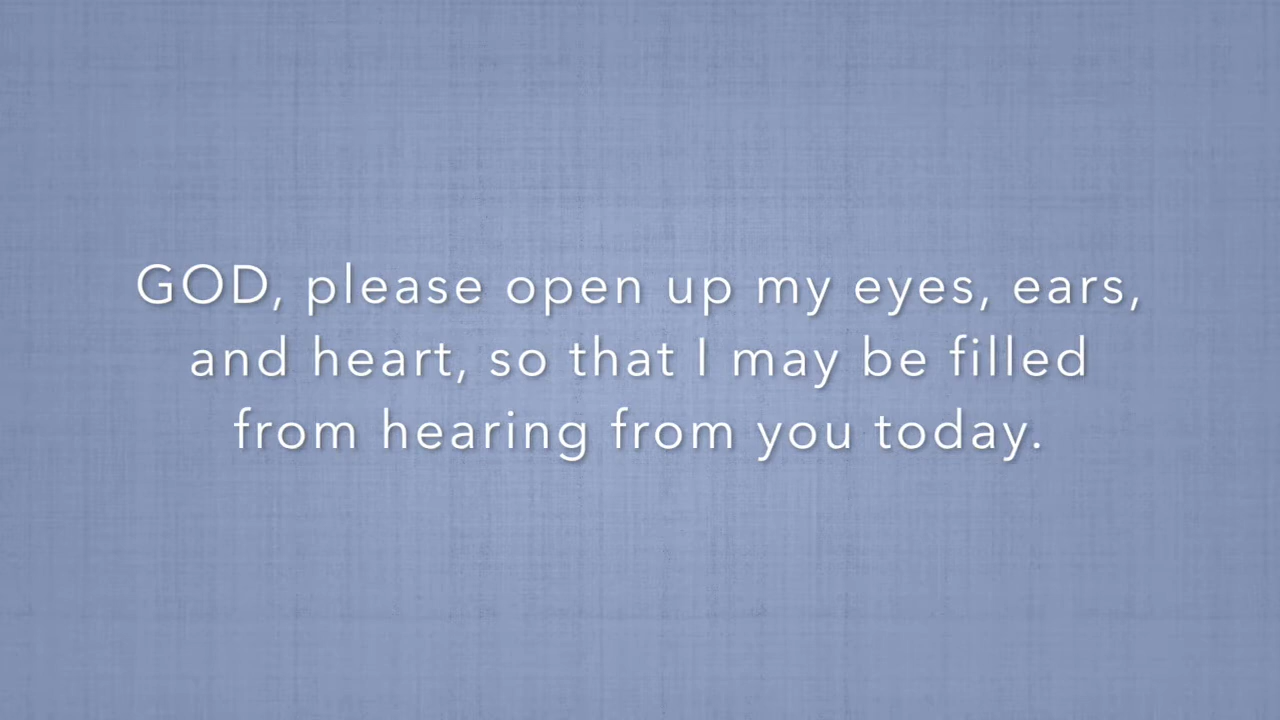 GOD, please open up my eyes, ears,
and heart, so that I may be filled
from hearing from you today.